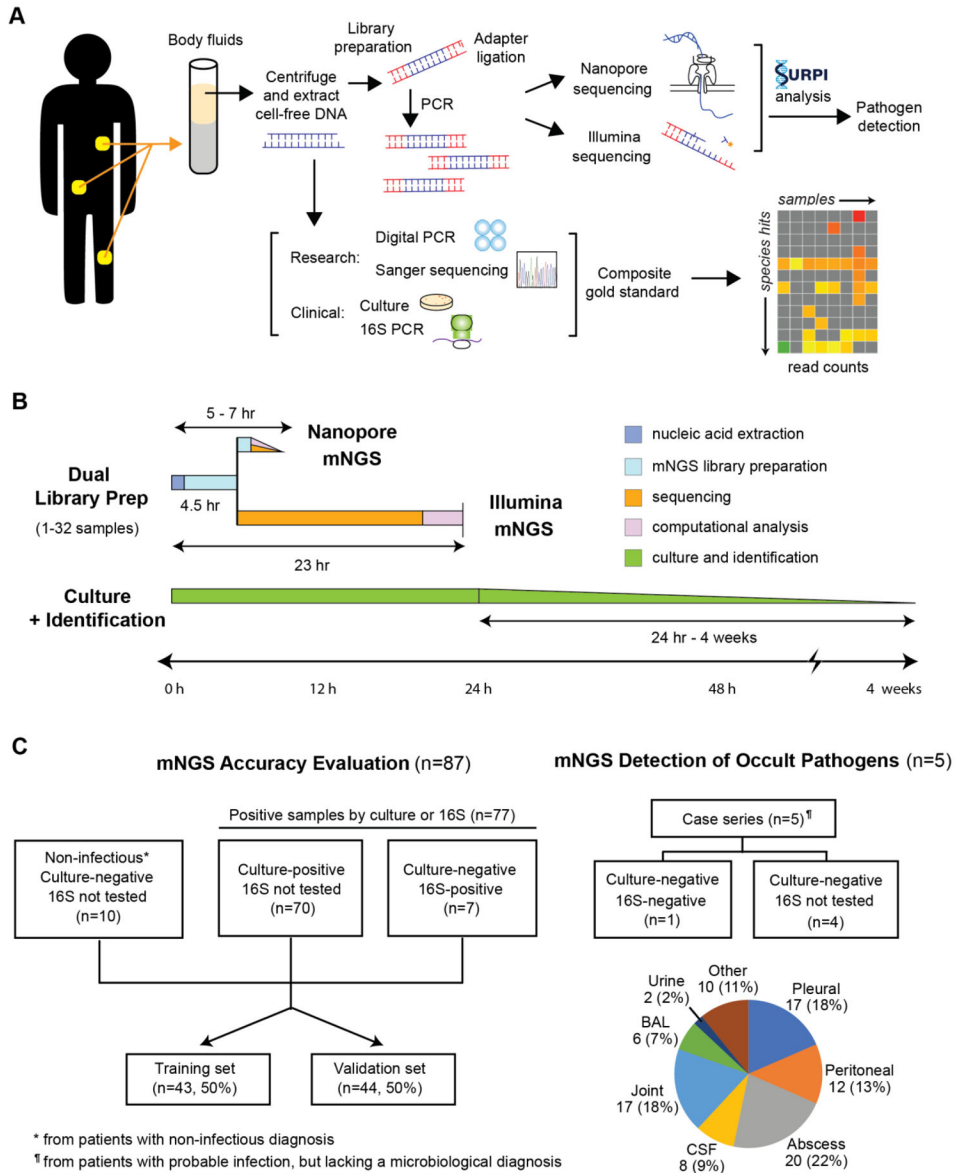 A
Body fluids
Centrifuge
and extract
cell-free DNA
Library
preparation
Adapter
ligation
PCR
Nanopore
sequencing
Illumina
sequencing
SURPI
analysis
Pathogen
detection
Research:
Digital PCR
Sanger sequencing
Clinical:
Culture
16S PCR
Composite
gold standard
samples
species hits
read counts
B
5 - 7 hr
Nanopore
mNGS
Dual
Library Prep
(1-32 samples)
4.5 hr
Illumina
mNGS
23 hr
nucleic acid extraction
mNGS library preparation
sequencing
computational analysis
culture and identification
Culture
+ Identification
24 hr - 4 weeks
0 h
12 h
24 h
48 h
4 weeks
C
mNGS Accuracy Evaluation (n=87)
Positive samples by culture or 16S (n=77)
Non-infectious*
Culture-negative
16S not tested
(n=10)
Culture-positive
16S not tested
(n=70)
Culture-negative
16S-positive
(n=7)
Training set
(n=43, 50%)
Validation set
(n=44, 50%)
* from patients with non-infectious diagnosis
¶ from patients with probable infection, but lacking a microbiological diagnosis
mNGS Detection of Occult Pathogens (n=5)
Case series (n=5)¶
Culture-negative
16S-negative
(n=1)
Culture-negative
16S not tested
(n=4)
Other
10 (11%)
Urine
2 (2%)
BAL
6 (7%)
Joint
17 (18%)
CSF
8 (9%)
Abscess
20 (22%)
Peritoneal
12 (13%)
Pleural
17 (18%)